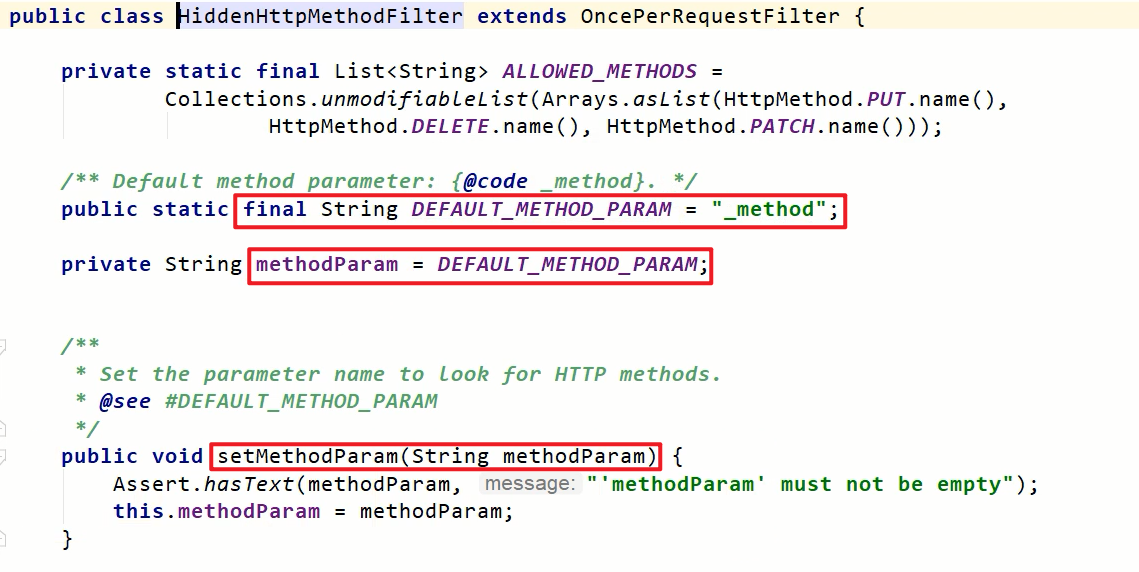 public class HiddenHttpMethodFilter extends OncePerRequestFilter {
private static final List<String> ALLOWED_METHODS =
Collections.unmodifiableList(Arrays.asList(HttpMethod.PUT.name(),
HttpMethod.DELETE.name(), HttpMethod.PATCH.name()));
/** Default method parameter: {@code _method}. */
public static final String DEFAULT_METHOD_PARAM = "_method";
private String methodParam = DEFAULT_METHOD_PARAM;
/**
* Set the parameter name to look for HTTP methods.
* @see #DEFAULT_METHOD_PARAM
*/
public void setMethodParam(String methodParam) {
Assert.hasText(methodParam, message: "'methodParam' must not be empty");
this.methodParam = methodParam;
}